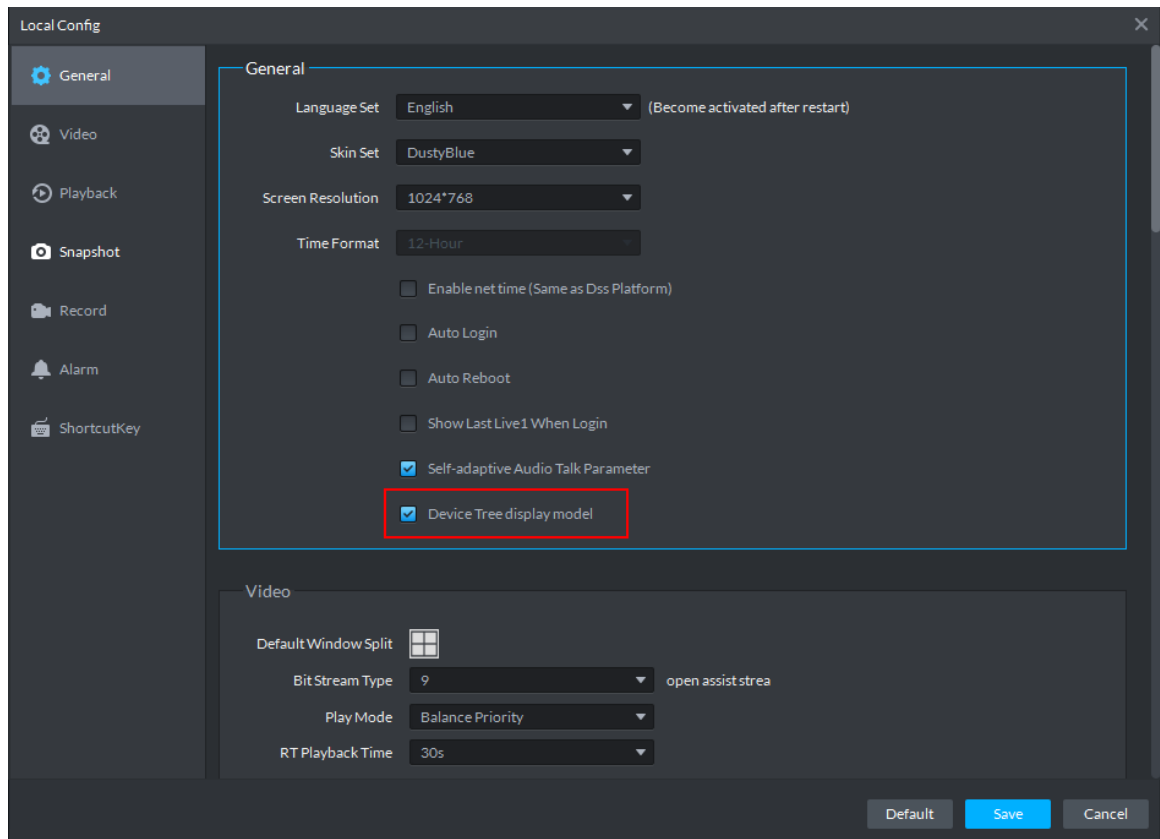 Local Config
General
Video
Playback
Snapshot
Record
Alarm
ShortcutKey
General
Language Set English (Become activated after restart)
Skin Set DustyBlue
Screen Resolution 1024*768
Time Format 12-Hour
Enable net time (Same as Dss Platform)
Auto Login
Auto Reboot
Show Last Live1 When Login
Self-adaptive Audio Talk Parameter
Device Tree display model
Video
Default Window Split
Bit Stream Type 9 open assist strea
Play Mode Balance Priority
RT Playback Time 30s
Default Save Cancel